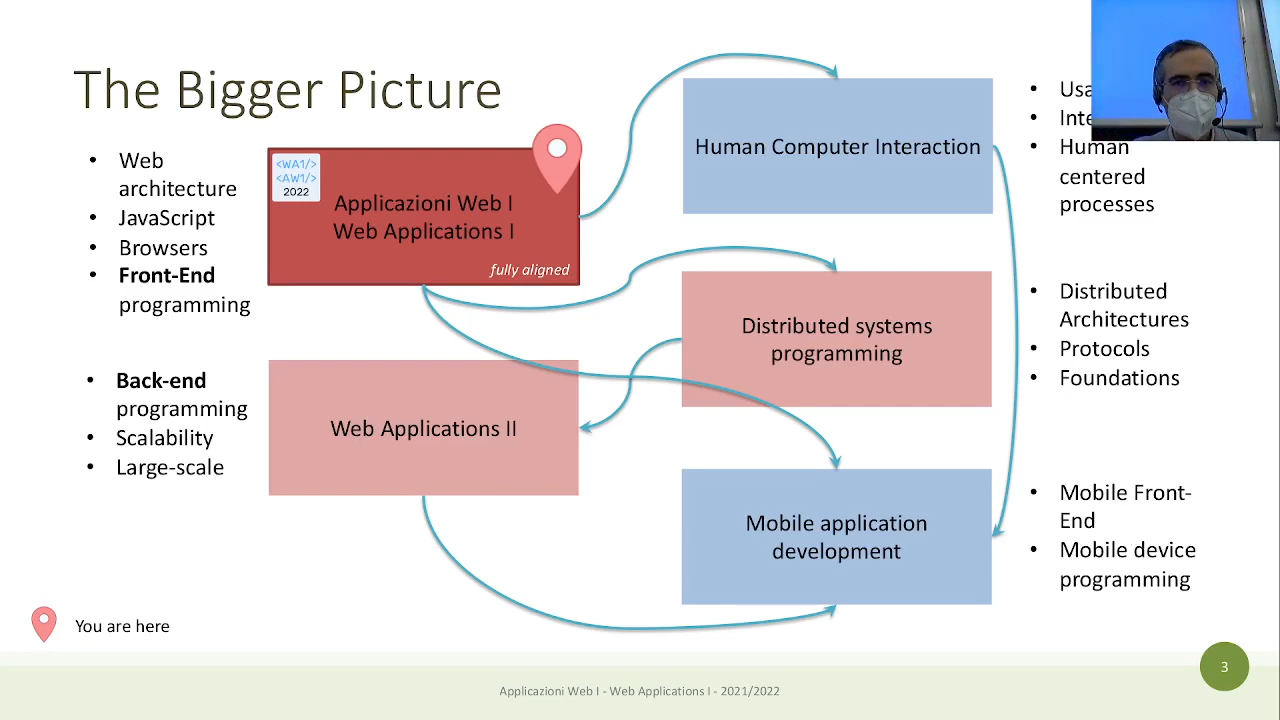 The Bigger Picture
• Web
architecture
• JavaScript
• Browsers
• Front-End
programming
<WA1/>
<AW1/>
2022
Applicazioni Web I
Web Applications I
fully aligned
Human Computer Interaction
• Human
centered
processes
Distributed systems
programming
• Distributed
Architectures
• Protocols
• Foundations
• Back-end
programming
• Scalability
• Large-scale
Web Applications II
Mobile application
development
• Mobile Front-
End
• Mobile device
programming
You are here
3
Applicazioni Web I - Web Applications I - 2021/2022